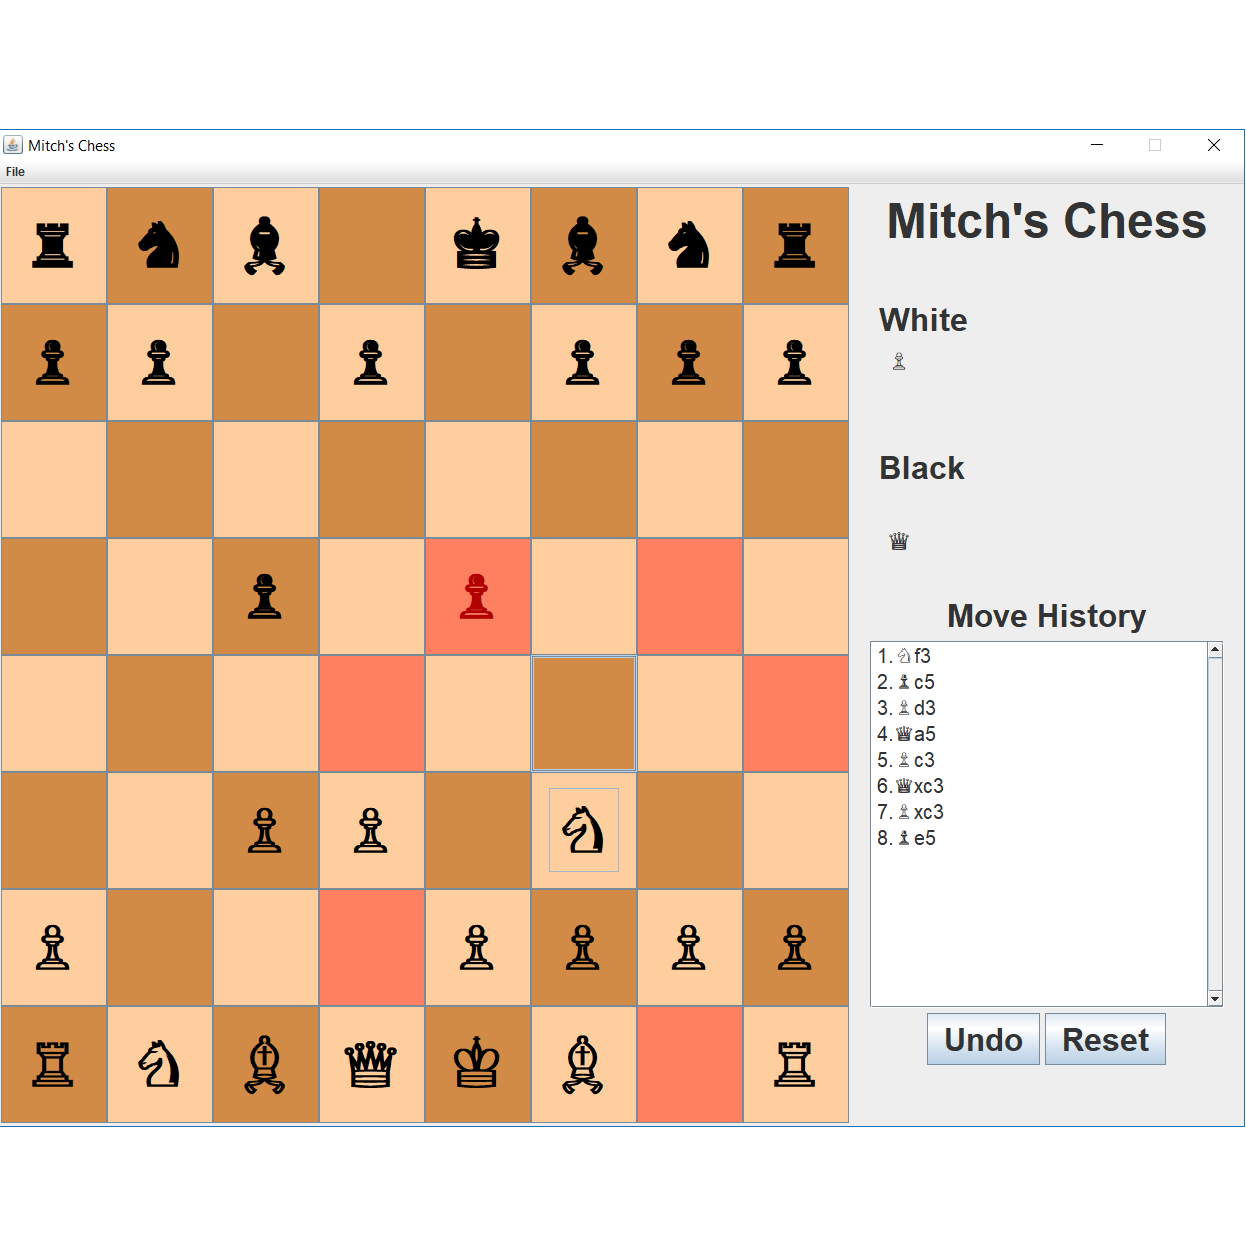 Mitch's Chess
File
Mitch's Chess
White
♙
Black
♛
Move History
1. ♘f3
2. ♝c5
3. ♙d3
4. ♛a5
5. ♙c3
6. ♛xc3
7. ♙xc3
8. ♝e5
Undo
Reset